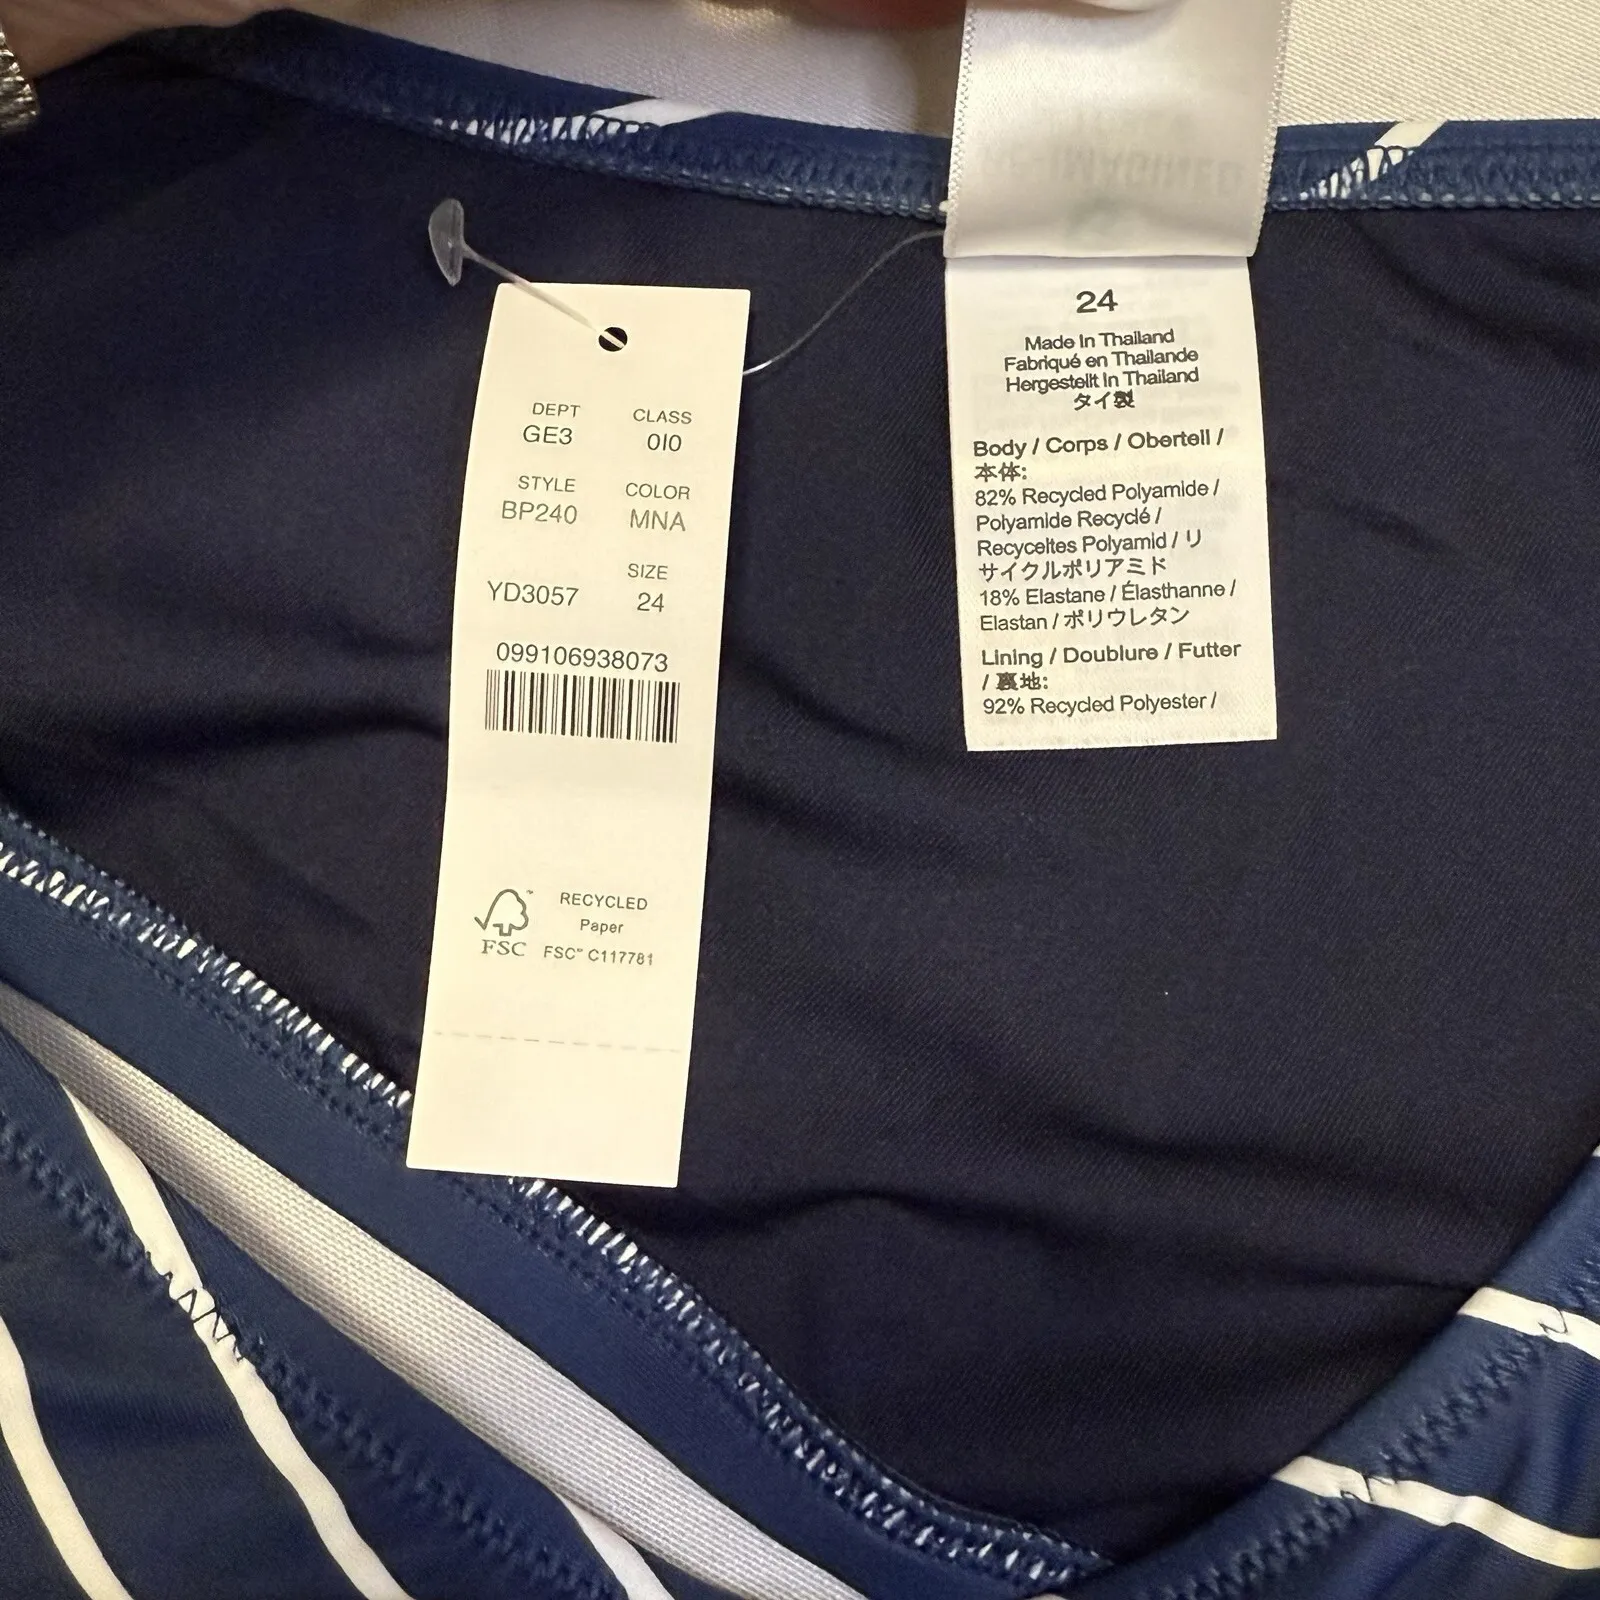 DEPT CLASS
GE3 010
STYLE COLOR
BP240 MNA
SIZE
YD3057 24
099106938073
RECYCLED
Paper
FSC FSC® C117781
24
Made In Thailand
Fabriqué en Thaïlande
Hergestellt In Thailand
タイ製
Body / Corps / Oberteil /
本体:
82% Recycled Polyamide /
Polyamide Recyclé /
Recyceltes Polyamid / リ
サイクルポリアミド
18% Elastane / Élasthanne /
Elastan / ポリウレタン
Lining / Doublure / Futter
/ 裏地:
92% Recycled Polyester /